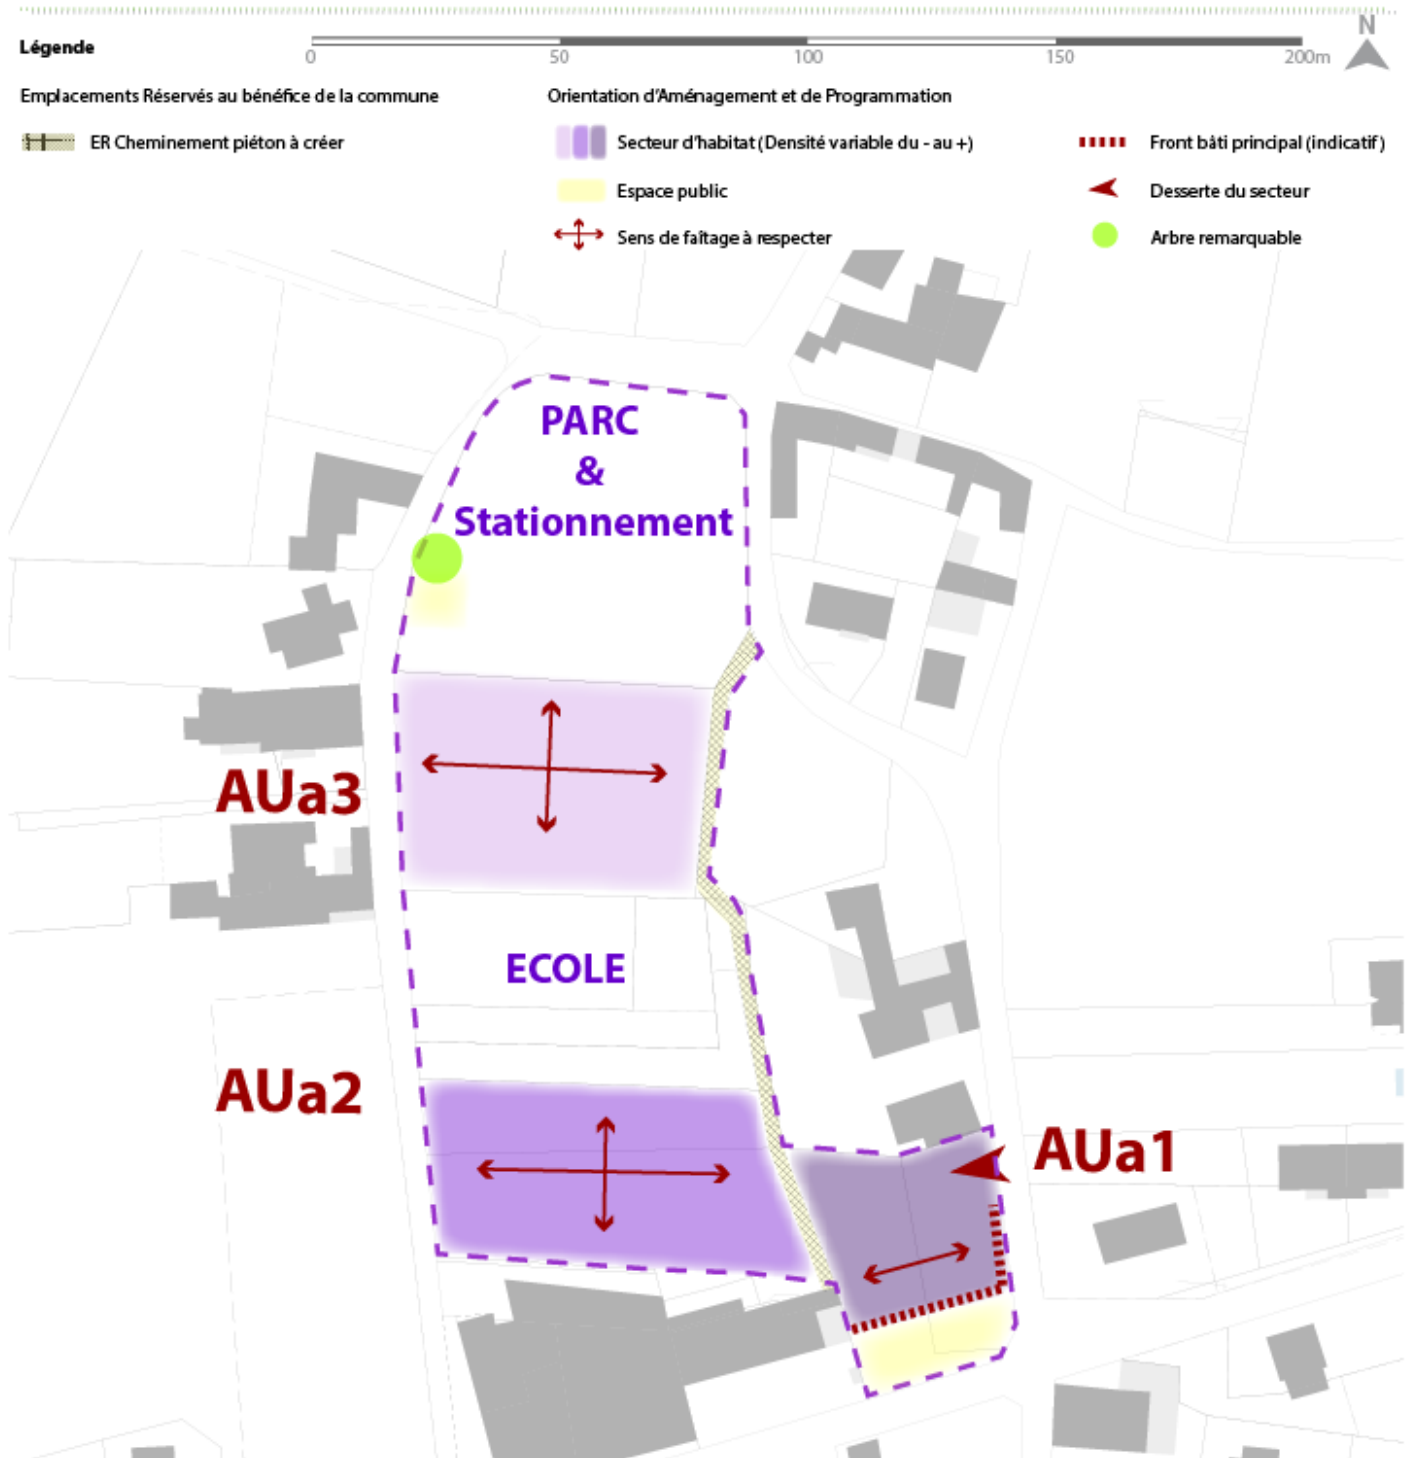 N
Légende
0 50 100 150 200m
Emplacements Réservés au bénéfice de la commune
ER Cheminement piéton à créer
Orientation d'Aménagement et de Programmation
Secteur d'habitat (Densité variable du - au +)
Espace public
Sens de faîtage à respecter
Front bâti principal (indicatif)
Desserte du secteur
Arbre remarquable
PARC
&
Stationnement
AUa3
ECOLE
AUa2
AUa1